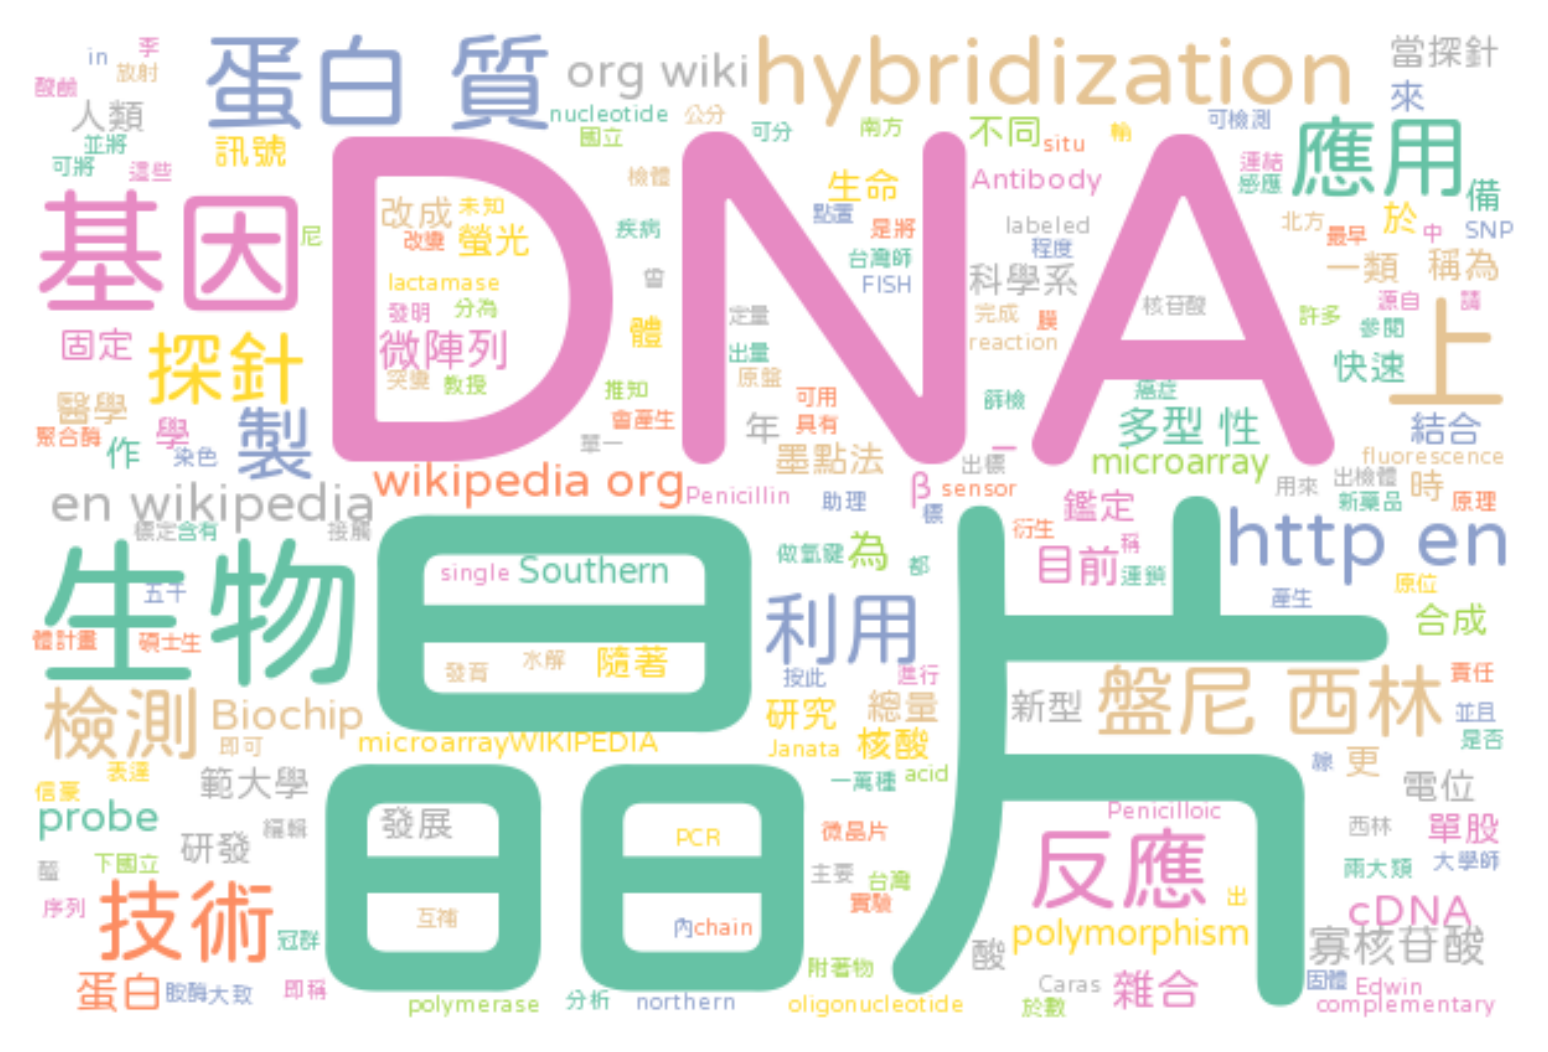 in 季
酸鹼 放射
蛋白 質
org wiki
hybridization
當探針
人類
來
nucleotide 公分
可檢測
並將
國立 可分 南方 不同 situ
應用
可將 這些
訊號
連結
感應
檢體
生命
Antibody
備
基因
DNA
尼
改成 未知
改變 螢光
疾病
點置 是將
labeled
程度
北方 最早 於 中 SNP
台灣師
FISH
科學系
一類 稱為
lactamase
發明 分為
曾
定量
完成 膜
reaction
核苷酸
許多
源自 請
參閱
上
固定
探針
微陣列
突變 教授
體
出量
原盤
快速
推知
會產生
單一
可用
具有
年
篩檢
癌症
醫學
聚合酶
學
作
染色
製
墨點法
多型 性
結合
出標
一
microarray
fluorescence
en wikipedia
wikipedia org
Penicillin
助理
β sensor
標
鑑定
用來
出檢體
新藥品
時
原理
標定 含有
接觸
http en
衍生
目前
稱
連鎖
生物
晶片
single Southern
做氫鍵 為 都
原位
五千
利用
產生
合成
體計畫 碩士生
發育 水解 隨著
按此 進行
檢測
Biochip
即可
研究
總量
新型
盤尼 西林
責任
並且
是否
microarrayWIKIPEDIA
Janata 核酸
線 更
表達
信豪
範大學
一萬種 acid
電位
probe
編輯
研發
發展
PCR
微晶片
Penicilloic
西林
單股
下國立
主要 台灣
反應
兩大類 大學師
序列
技術
冠群
互補
內 chain
實驗
出
cDNA
polymorphism
寡核苷酸
酸
附著物
蛋白
胺酶 大致
即稱
polymerase
分析
northern
oligonucleotide
Caras
於數
雜合
固體 Edwin
complementary